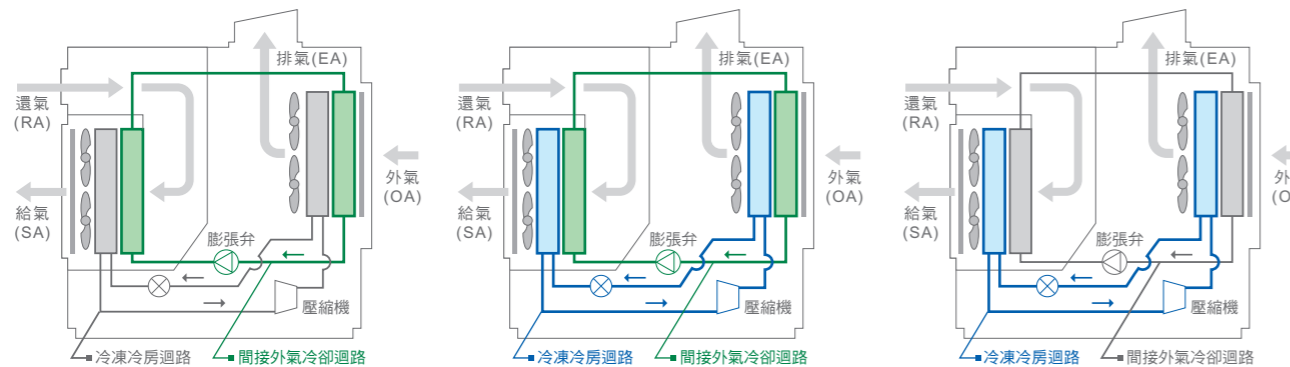 排氣(EA)
還氣
(RA)
外氣
(OA)
給氣
(SA)
膨張弁
壓縮機
冷凍冷房迴路
間接外氣冷卻迴路
排氣(EA)
還氣
(RA)
外氣
(OA)
給氣
(SA)
膨張弁
壓縮機
冷凍冷房迴路
間接外氣冷卻迴路
排氣(EA)
還氣
(RA)
給氣
(SA)
膨張弁
壓縮機
冷凍冷房迴路
間接外氣冷卻迴路